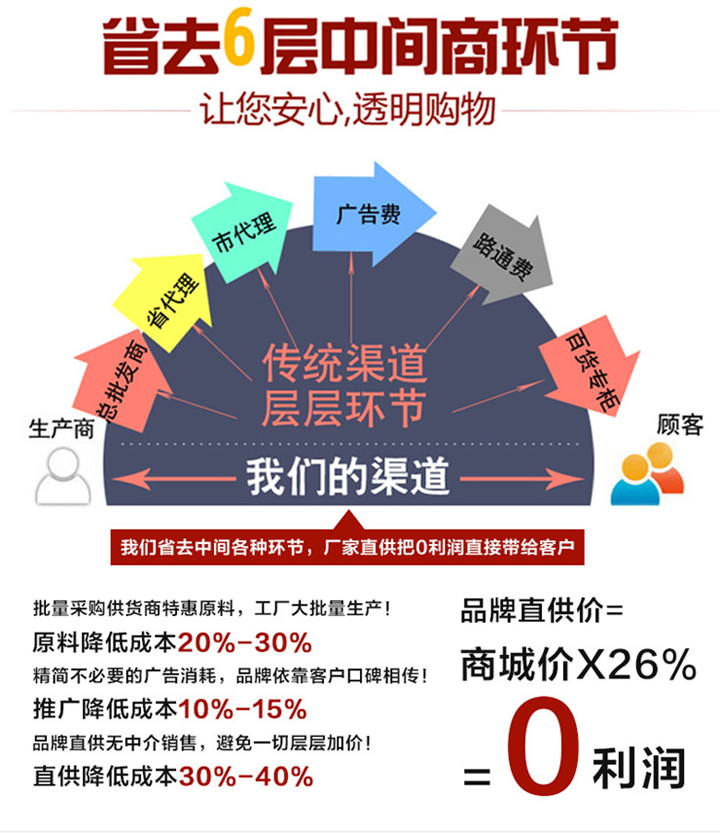 省去6层中间商环节
让您安心,透明购物
总批发商
省代理
市代理
广告费
路通费
百货专柜
传统渠道
层层环节
生产商
顾客
我们的渠道
我们省去中间各种环节，厂家直供把0利润直接带给客户
批量采购供货商特惠原料，工厂大批量生产！
原料降低成本20%-30%
精简不必要的广告消耗，品牌依靠客户口碑相传！
推广降低成本10%-15%
品牌直供无中介销售，避免一切层层加价！
直供降低成本30%-40%
品牌直供价=
商城价X26%
=0利润